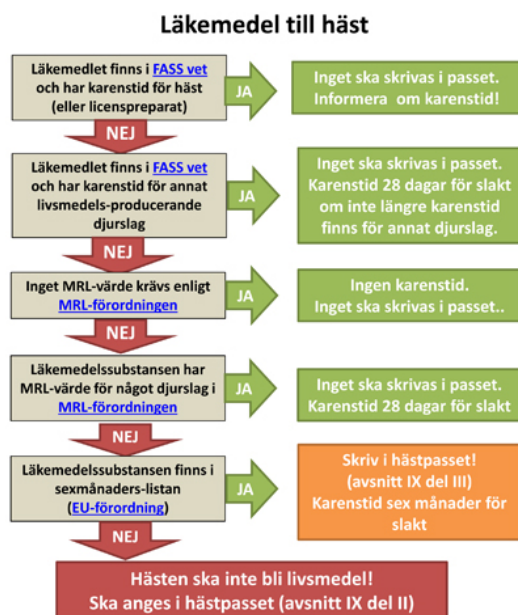 Läkemedel till häst
Läkemedlet finns i FASS vet
och har karenstid för häst
(eller licenspreparat)
JA
Inget ska skrivas i passet.
Informera om karenstid!
NEJ
Läkemedlet finns i FASS vet
och har karenstid för annat
livsmedels-producerande
djurslag
JA
Inget ska skrivas i passet.
Karenstid 28 dagar för slakt
om inte längre karenstid
finns för annat djurslag.
NEJ
Inget MRL-värde krävs enligt
MRL-förordningen
JA
Ingen karenstid.
Inget ska skrivas i passet..
NEJ
Läkemedelssubstansen har
MRL-värde för något djurslag i
MRL-förordningen
JA
Inget ska skrivas i passet.
Karenstid 28 dagar för slakt
NEJ
Läkemedelssubstansen finns i
sexmånaders-listan
(EU-förordning)
JA
Skriv i hästpasset!
(avsnitt IX del III)
Karenstid sex månader för
slakt
NEJ
Hästen ska inte bli livsmedel!
Ska anges i hästpasset (avsnitt IX del II)